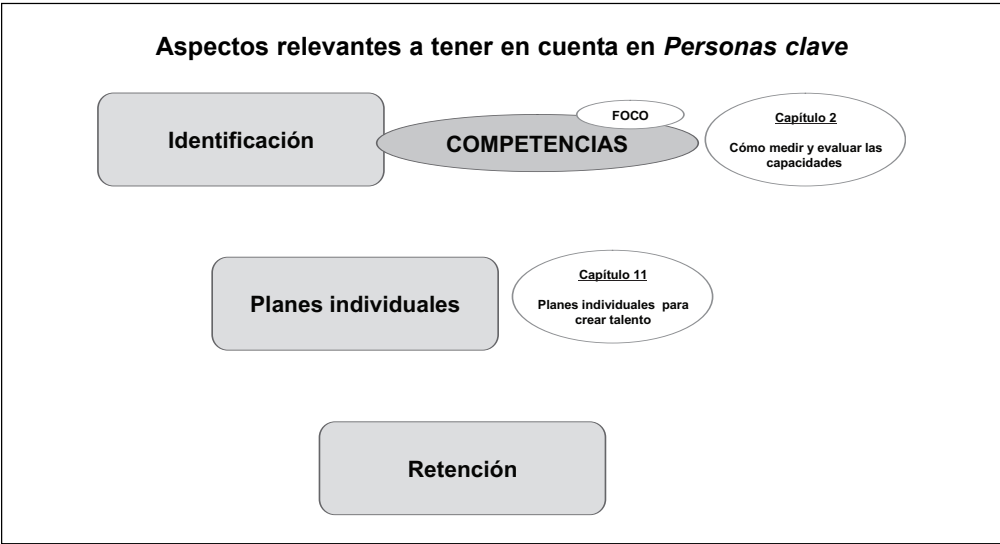 Aspectos relevantes a tener en cuenta en Personas clave
Identificación
COMPETENCIAS
FOCO
Capítulo 2
Cómo medir y evaluar las
capacidades
Planes individuales
Capítulo 11
Planes individuales para
crear talento
Retención